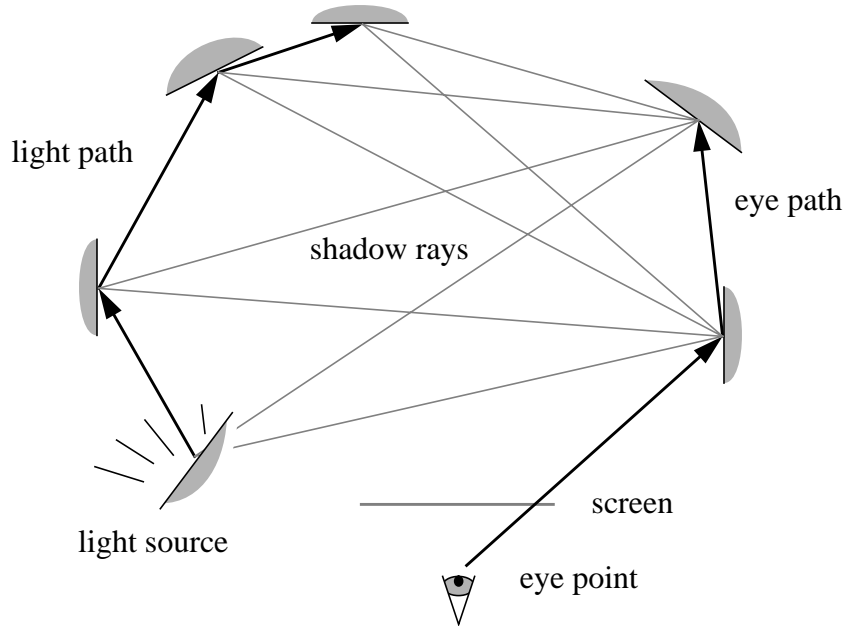 light path
eye path
shadow rays
screen
light source
eye point